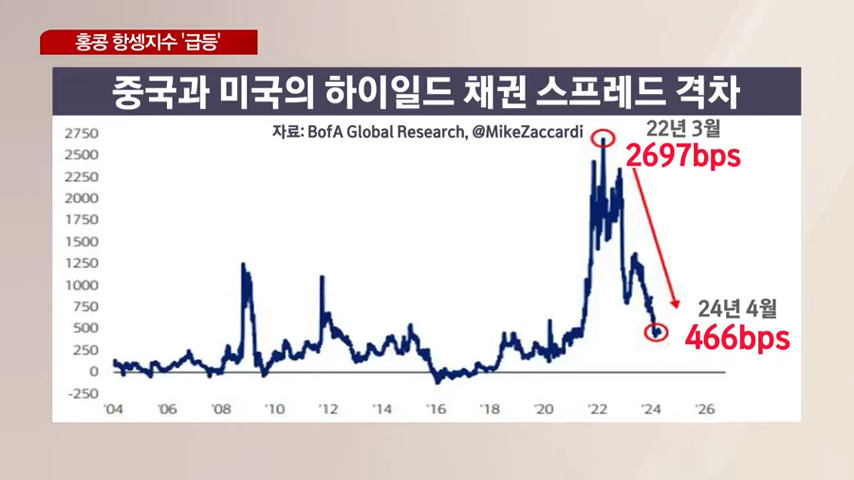 홍콩 항셍지수 '급등'
중국과 미국의 하이일드 채권 스프레드 격차
자료: BofA Global Research, @MikeZaccardi
22년 3월
2697bps
24년 4월
466bps
2750
2500
2250
2000
1750
1500
1250
1000
750
500
250
0
-250
'04 '06 '08 '10 '12 '14 '16 '18 '20 '22 '24 '26